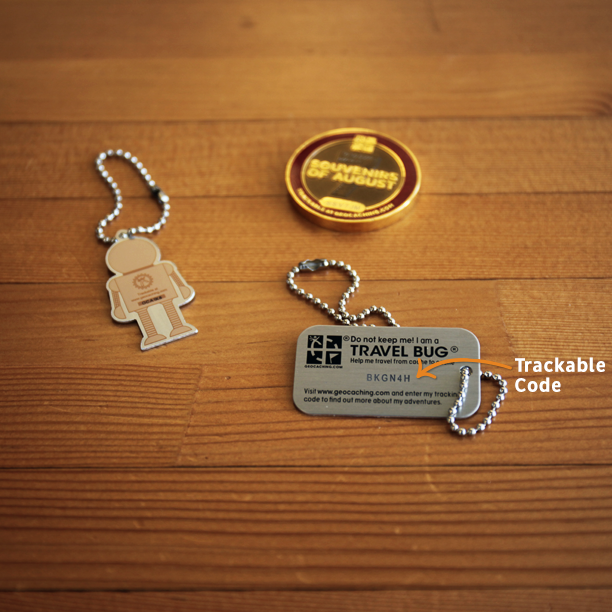 SOUVENIRS
OF AUGUST
Do not keep me! I am a
TRAVEL BUG®
Help me travel from cache to
GEOCACHING.COM
BKGN4H
Visit www.geocaching.com and enter my tracking
code to find out more about my adventures.
Trackable
Code